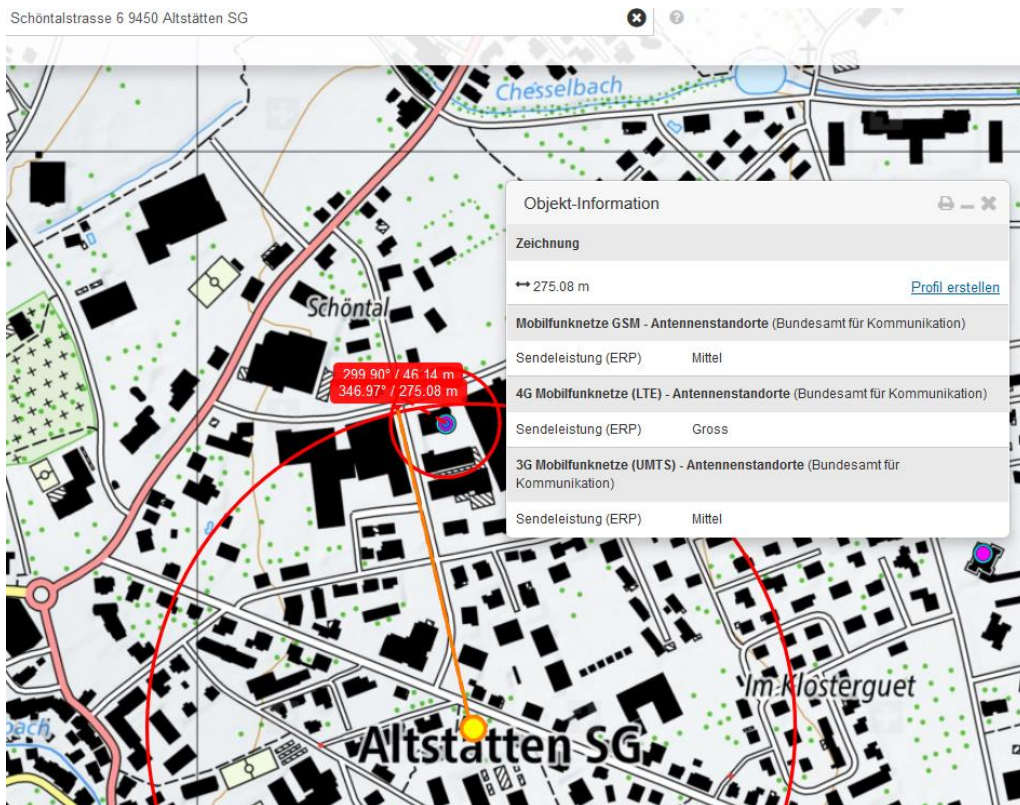 Schöntalstrasse 6 9450 Altstätten SG
Chesselbach
Objekt-Information
Zeichnung
275.08 m
Profil erstellen
Mobilfunknetze GSM - Antennenstandorte (Bundesamt für Kommunikation)
Sendeleistung (ERP) Mittel
4G Mobilfunknetze (LTE) - Antennenstandorte (Bundesamt für Kommunikation)
Sendeleistung (ERP) Gross
3G Mobilfunknetze (UMTS) - Antennenstandorte (Bundesamt für
Kommunikation)
Sendeleistung (ERP) Mittel
Schöntal
299.90° / 46.14 m
346.97° / 275.08 m
Im Klosterguet
Altstätten SG
bach